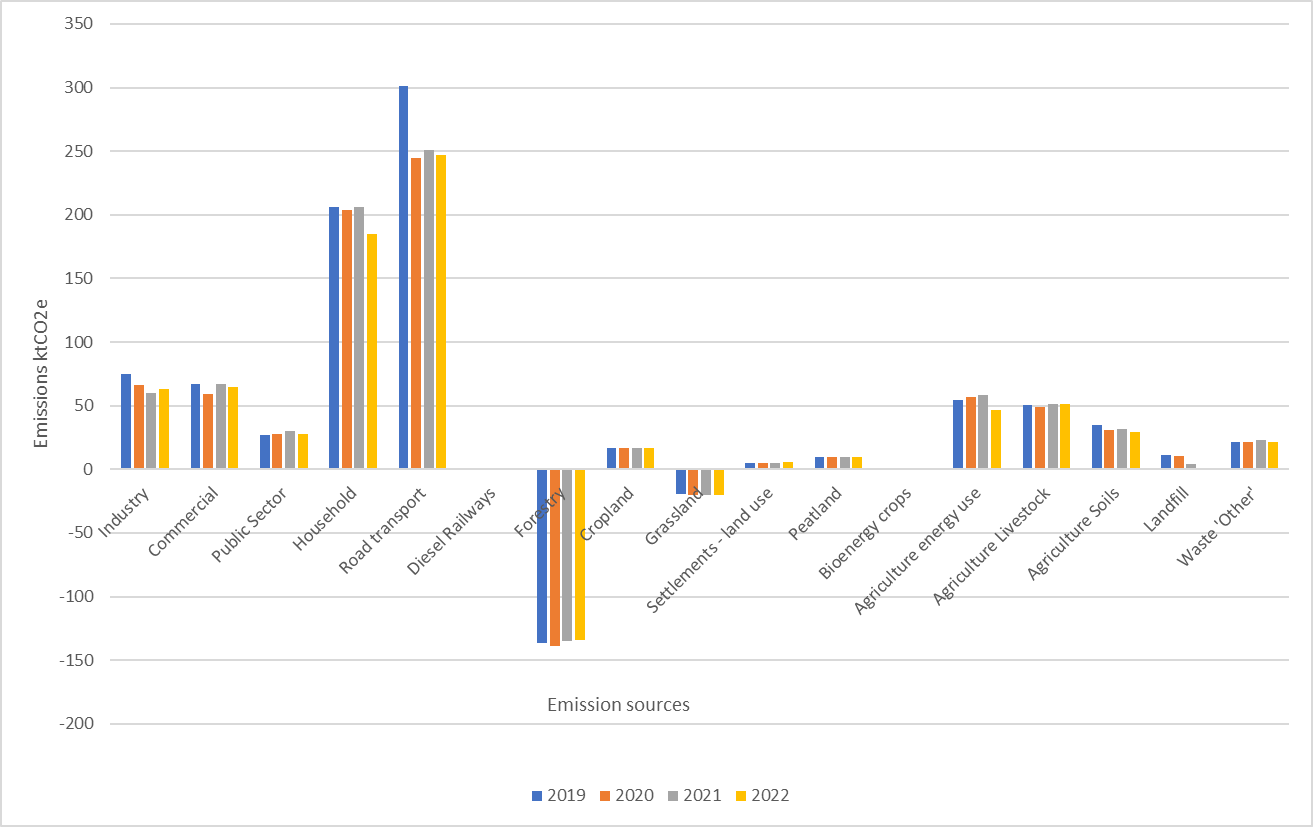 350
300
250
200
150
100
50
0
-50
-100
-150
-200
Emissions ktCO2e
Industry
Commercial
Public Sector
Household
Road transport
Diesel Railways
Forestry
Cropland
Grassland
Settlements - land use
Peatland
Bioenergy crops
Agriculture energy use
Agriculture Livestock
Agriculture Soils
Landfill
Waste 'Other'
Emission sources
2019 2020 2021 2022